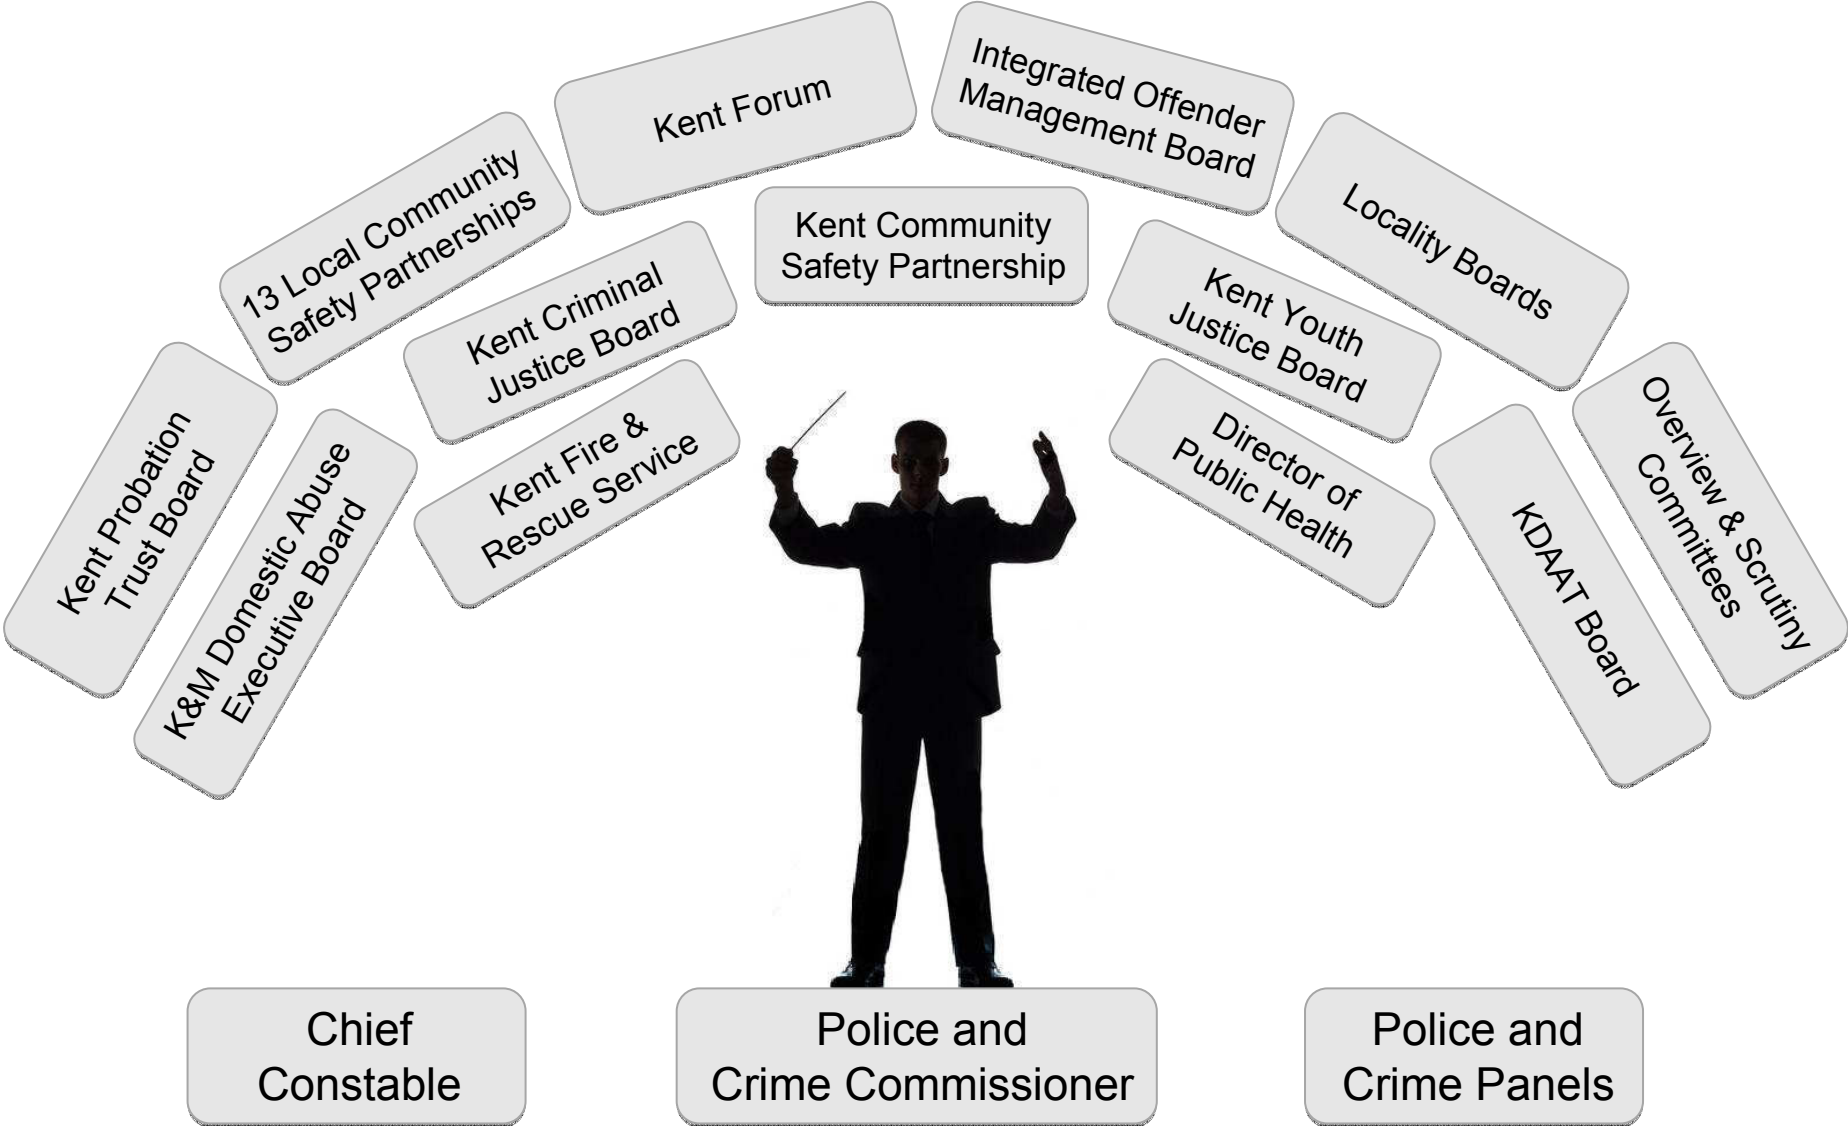 Kent Forum
Integrated Offender
Management Board
13 Local Community
Safety Partnerships
Kent Community
Safety Partnership
Locality Boards
Kent Criminal
Justice Board
Kent Youth
Justice Board
Kent Probation
Trust Board
K&M Domestic Abuse
Executive Board
Kent Fire &
Rescue Service
Director of
Public Health
KDAAT Board
Overview & Scrutiny
Committees
Chief
Constable
Police and
Crime Commissioner
Police and
Crime Panels